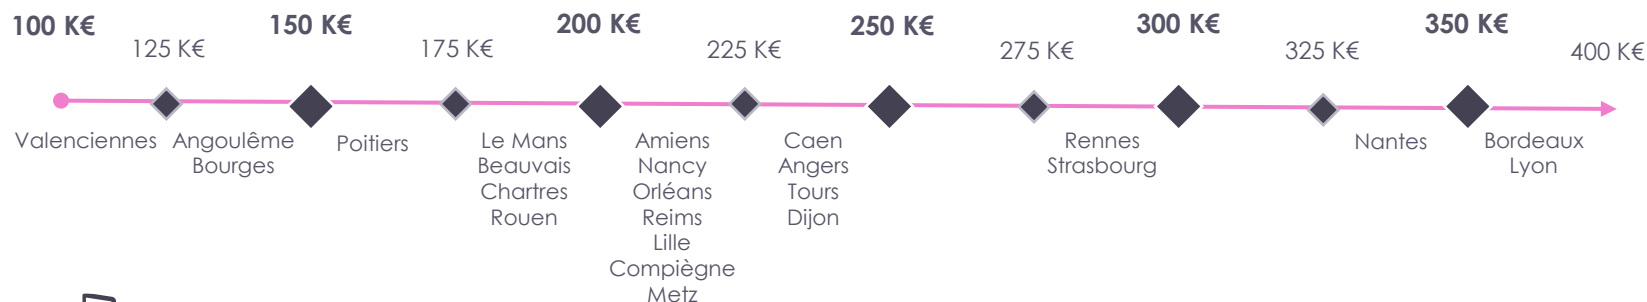 100 K€
125 K€
150 K€
175 K€
200 K€
225 K€
250 K€
275 K€
300 K€
325 K€
350 K€
400 K€
Valenciennes
Angoulême
Bourges
Poitiers
Le Mans
Beauvais
Chartres
Rouen
Amiens
Nancy
Orléans
Reims
Lille
Compiègne
Metz
Caen
Angers
Tours
Dijon
Rennes
Strasbourg
Nantes
Bordeaux
Lyon